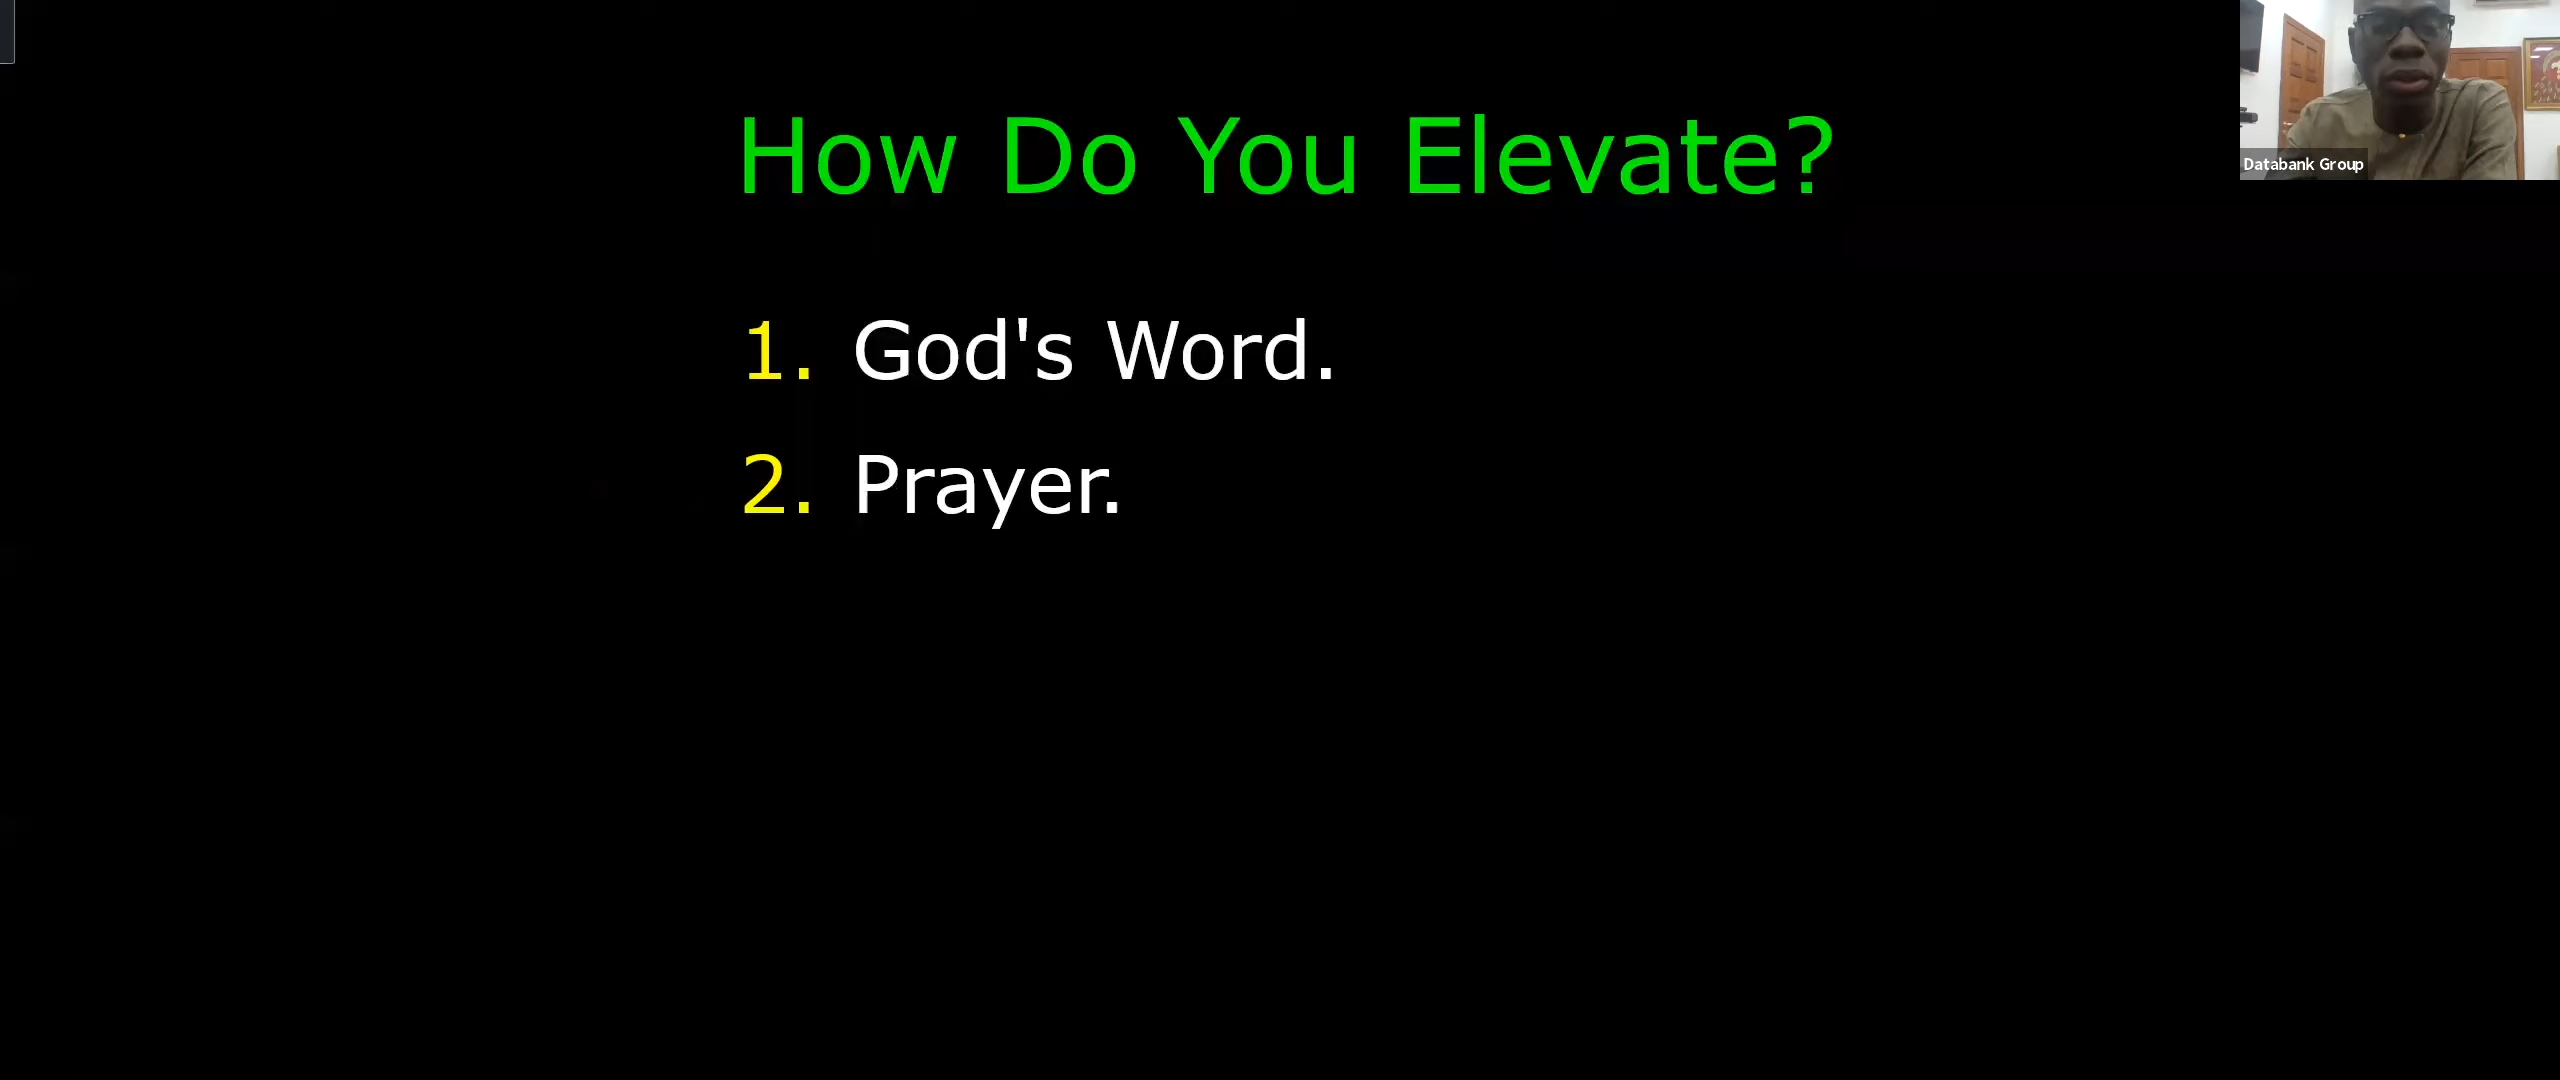 How Do You Elevate?
1. God's Word.
2. Prayer.
Databank Group